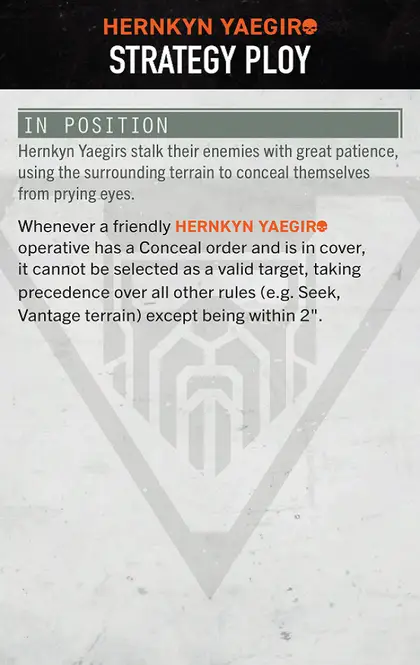 HERNKYN YAEGIR
STRATEGY PLOY
IN POSITION
Hernkyn Yaegirs stalk their enemies with great patience,
using the surrounding terrain to conceal themselves
from prying eyes.
Whenever a friendly HERNKYN YAEGIR
operative has a Conceal order and is in cover,
it cannot be selected as a valid target, taking
precedence over all other rules (e.g. Seek,
Vantage terrain) except being within 2".